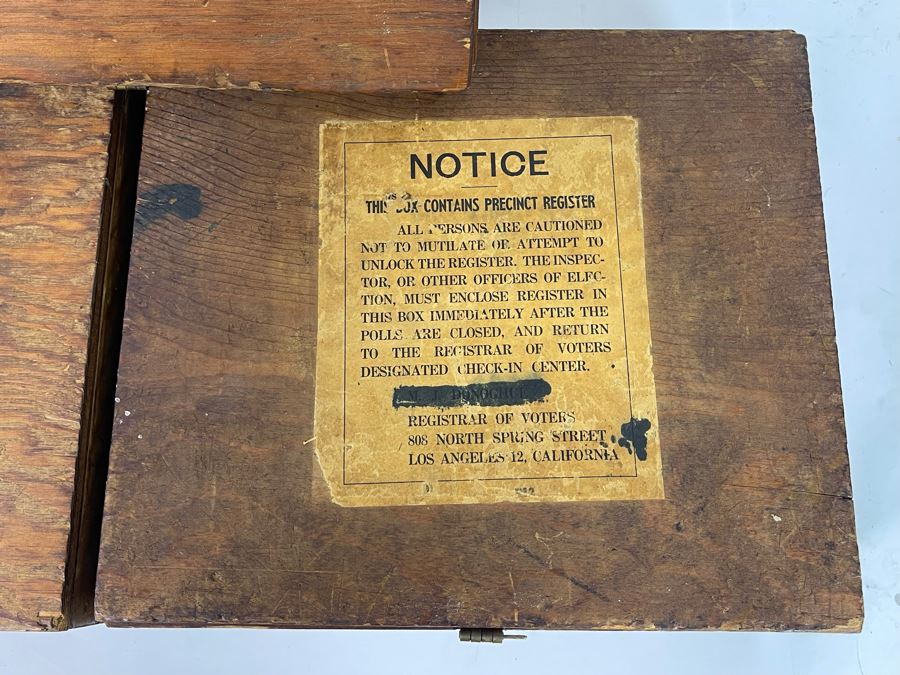 NOTICE
THIS BOX CONTAINS PRECINCT REGISTER
ALL PERSONS ARE CAUTIONED
NOT TO MUTILATE OR ATTEMPT TO
UNLOCK THE REGISTER. THE INSPEC-
TOR, OR OTHER OFFICERS OF ELEC-
TION, MUST ENCLOSE REGISTER IN
THIS BOX IMMEDIATELY AFTER THE
POLLS ARE CLOSED, AND RETURN
TO THE REGISTRAR OF VOTERS
DESIGNATED CHECK-IN CENTER.
REGISTRAR OF VOTERS
808 NORTH SPRING STREET
LOS ANGELES 12, CALIFORNIA